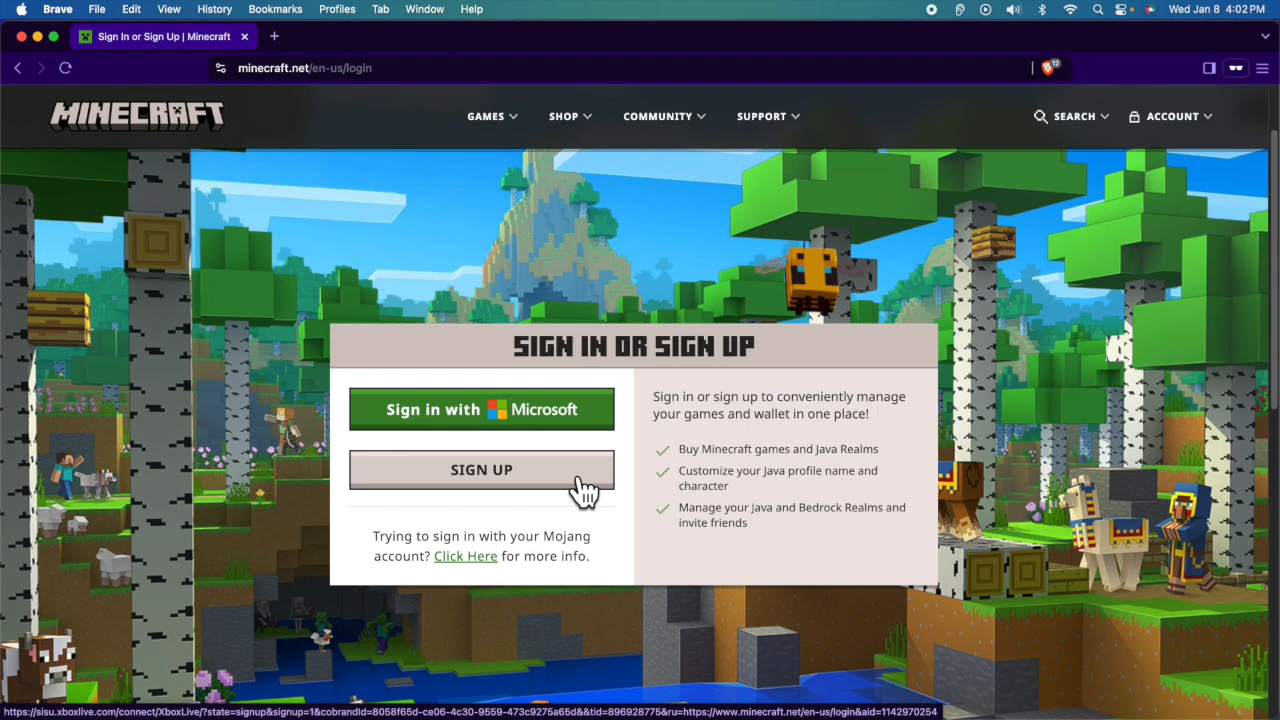 Brave File Edit View History Bookmarks Profiles Tab Window Help Wed Jan 8 4:02 PM
Sign In or Sign Up | Minecraft
minecraft.net/en-us/login
12
MINECRAFT GAMES SHOP COMMUNITY SUPPORT SEARCH ACCOUNT
SIGN IN OR SIGN UP
Sign in with Microsoft
SIGN UP
Trying to sign in with your Mojang
account? Click Here for more info.
Sign in or sign up to conveniently manage
your games and wallet in one place!
Buy Minecraft games and Java Realms
Customize your Java profile name and
character
Manage your Java and Bedrock Realms and
invite friends
https://sisu.xboxlive.com/connect/XboxLive/?state=signup&signup=1&cobrandId=8058f65d-ce06-4c30-9559-473c9275a65d&&tid=896928775&ru=https://www.minecraft.net/en-us/login&aid=1142970254